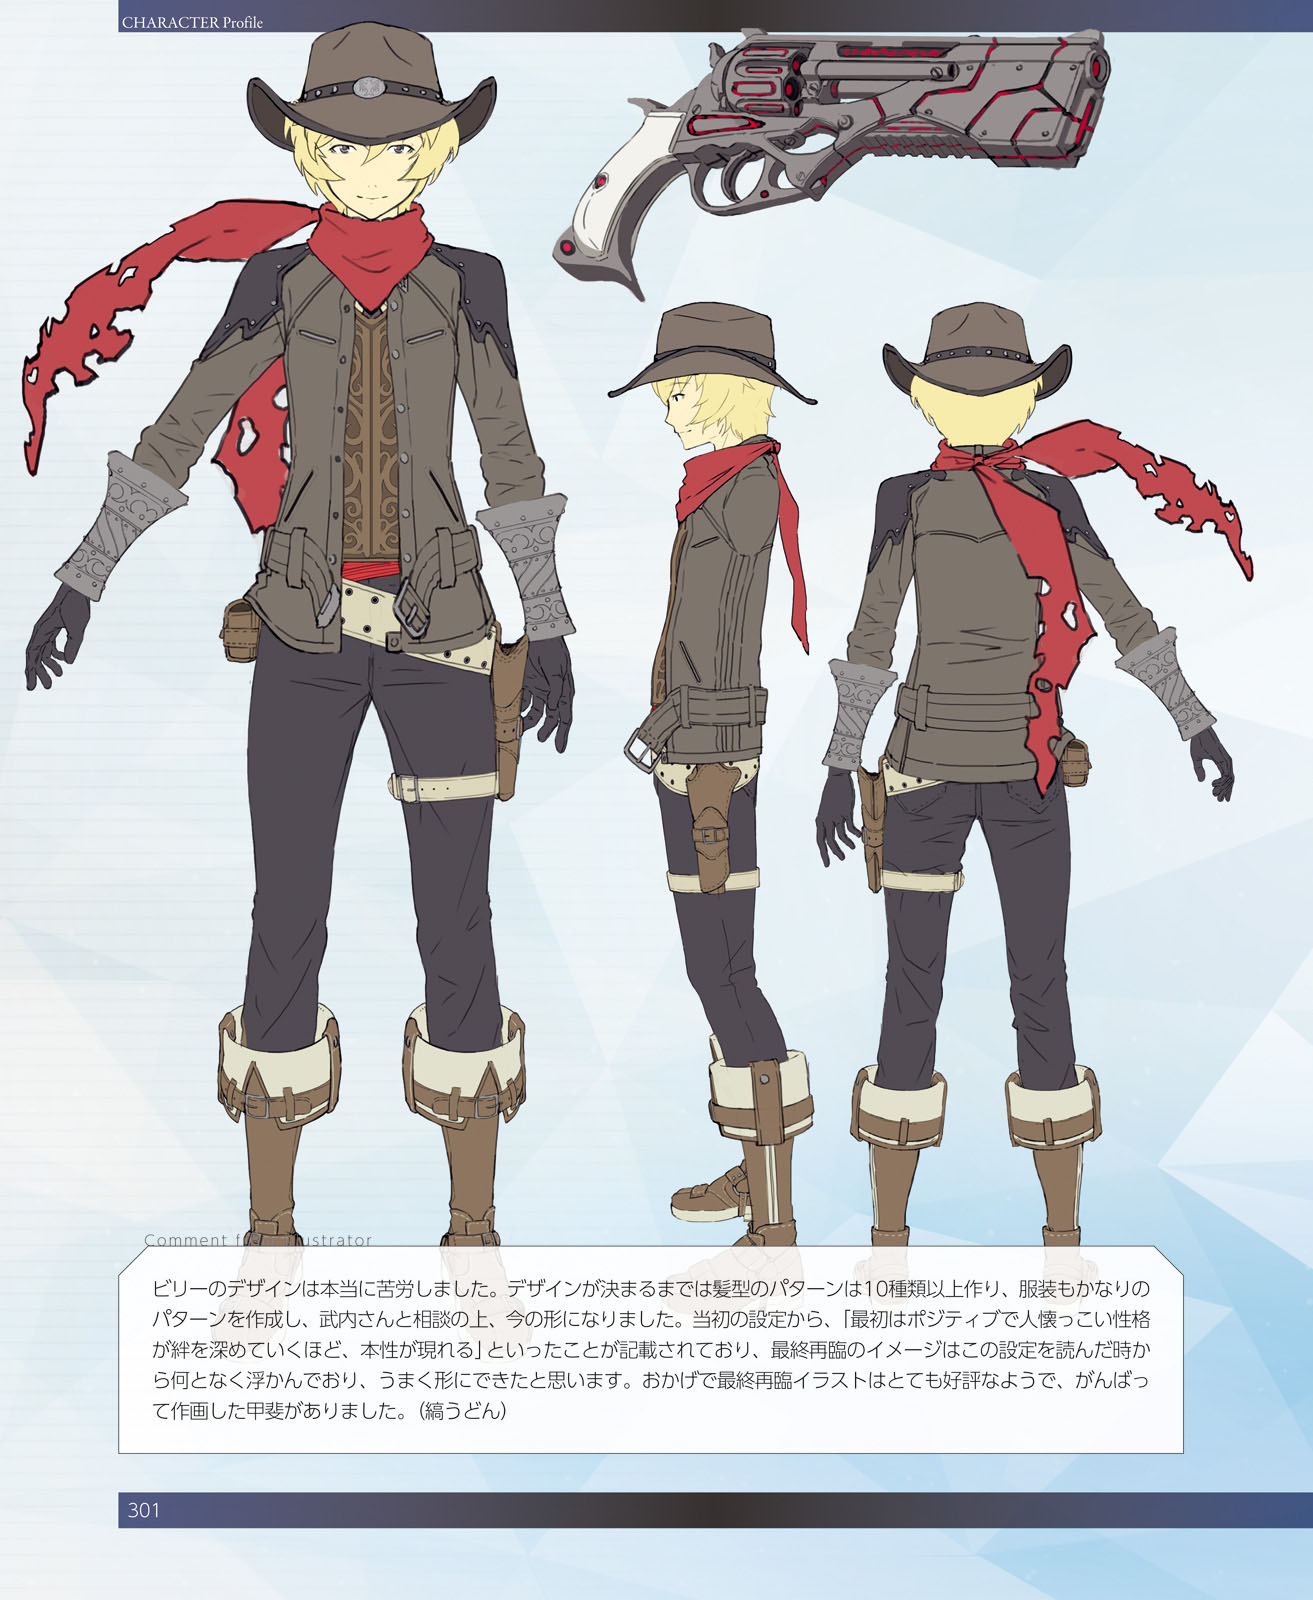 CHARACTER Profile
Comment f ustrator
ビリーのデザインは本当に苦労しました。デザインが決まるまでは髪型のパターンは10種類以上作り、服装もかなりの
パターンを作成し、武内さんと相談の上、今の形になりました。当初の設定から、「最初はポジティブで人懐っこい性格
が絆を深めていくほど、本性が現れる」といったことが記載されており、最終再臨のイメージはこの設定を読んだ時か
ら何となく浮かんでおり、うまく形にできたと思います。おかげで最終再臨イラストはとても好評なようで、がんばっ
て作画した甲斐がありました。（縞うどん）
301